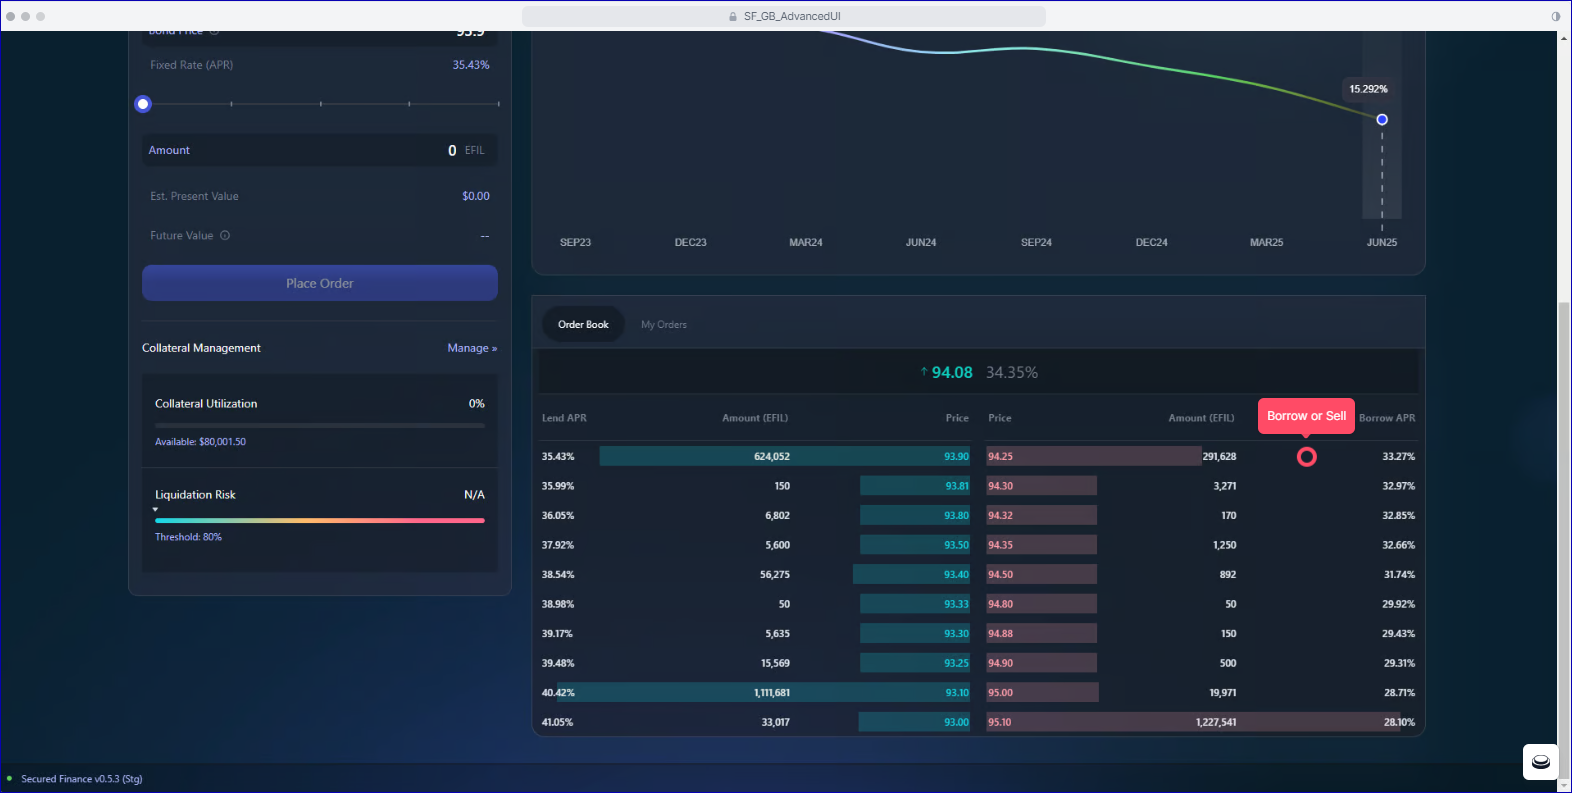 SF_GB_AdvancedUI
Bond Price 93.9
Fixed Rate (APR) 35.43%
Amount 0 EFIL
Est. Present Value $0.00
Future Value --
Place Order
Collateral Management Manage »
Collateral Utilization 0%
Available: $80,001.50
Liquidation Risk N/A
Threshold: 80%
15.292%
SEP23 DEC23 MAR24 JUN24 SEP24 DEC24 MAR25 JUN25
Order Book My Orders
↑ 94.08 34.35%
Borrow or Sell
Lend APR Amount (EFIL) Price Price Amount (EFIL) Borrow APR
35.43% 624,052 93.90 94.25 291,628 33.27%
35.99% 150 93.81 94.30 3,271 32.97%
36.05% 6,802 93.80 94.32 170 32.85%
37.92% 5,600 93.50 94.35 1,250 32.66%
38.54% 56,275 93.40 94.50 892 31.74%
38.98% 50 93.33 94.80 50 29.92%
39.17% 5,635 93.30 94.88 150 29.43%
39.48% 15,569 93.25 94.90 500 29.31%
40.42% 1,111,681 93.10 95.00 19,971 28.71%
41.05% 33,017 93.00 95.10 1,227,541 28.10%
Secured Finance v0.5.3 (Stg)